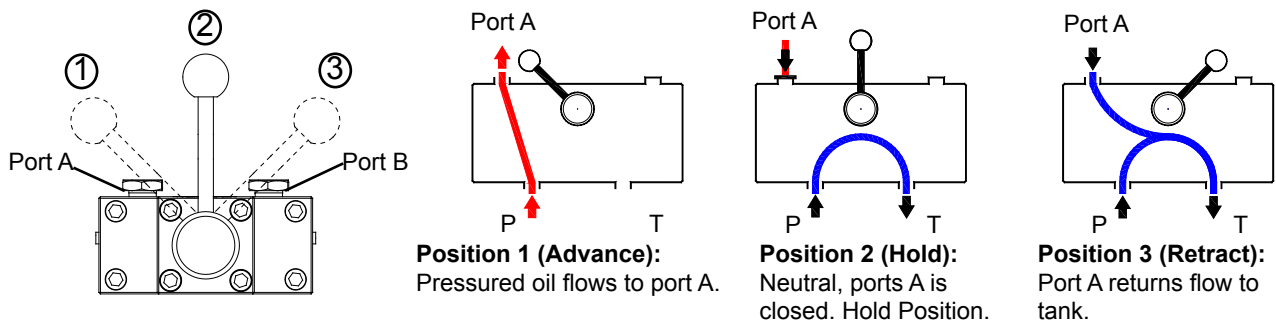 ①
②
③
Port A
Port B
Port A
P
T
Position 1 (Advance):
Pressured oil flows to port A.
Port A
P
T
Position 2 (Hold):
Neutral, ports A is
closed. Hold Position.
Port A
P
T
Position 3 (Retract):
Port A returns flow to
tank.